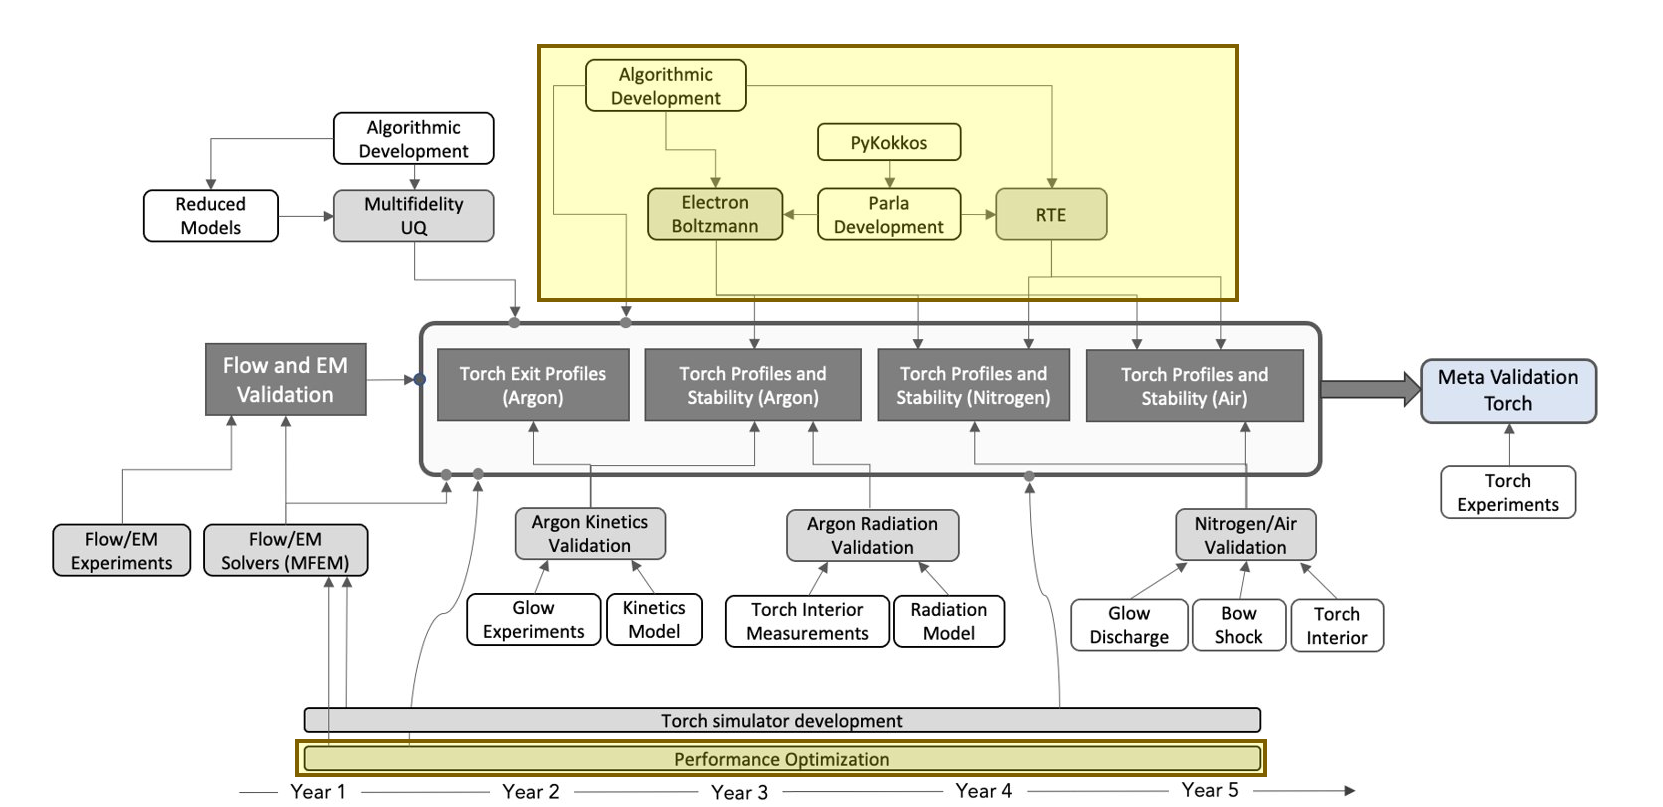 Algorithmic
Development
PyKokkos
Electron
Boltzmann
Parla
Development
RTE
Algorithmic
Development
Reduced
Models
Multifidelity
UQ
Flow and EM
Validation
Torch Exit Profiles
(Argon)
Torch Profiles and
Stability (Argon)
Torch Profiles and
Stability (Nitrogen)
Torch Profiles and
Stability (Air)
Meta Validation
Torch
Torch
Experiments
Flow/EM
Experiments
Flow/EM
Solvers (MFEM)
Argon Kinetics
Validation
Argon Radiation
Validation
Nitrogen/Air
Validation
Glow
Experiments
Kinetics
Model
Torch Interior
Measurements
Radiation
Model
Glow
Discharge
Bow
Shock
Torch
Interior
Torch simulator development
Performance Optimization
Year 1 Year 2 Year 3 Year 4 Year 5